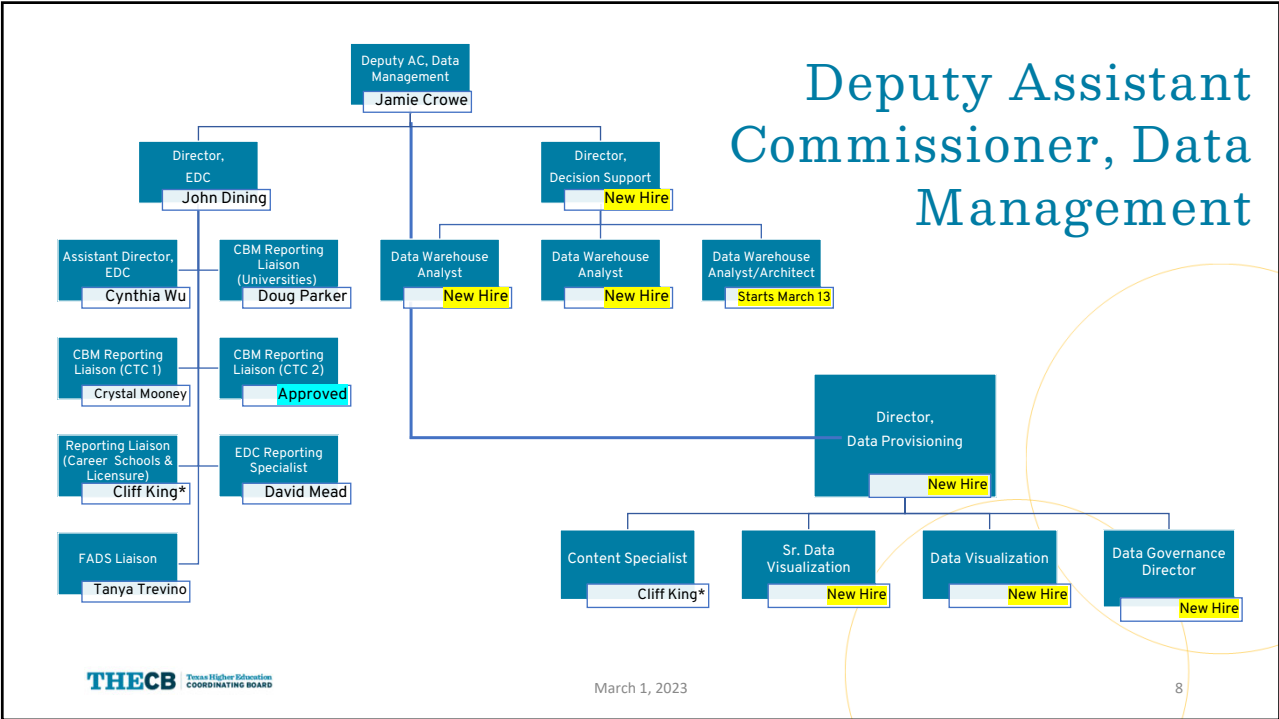 Deputy Assistant
Commissioner, Data
Management
Deputy AC, Data
Management
Jamie Crowe
Director,
EDC
John Dining
Director,
Decision Support
New Hire
Assistant Director,
EDC
Cynthia Wu
CBM Reporting
Liaison
(Universities)
Doug Parker
Data Warehouse
Analyst
New Hire
Data Warehouse
Analyst
New Hire
Data Warehouse
Analyst/Architect
Starts March 13
CBM Reporting
Liaison (CTC 1)
Crystal Mooney
CBM Reporting
Liaison (CTC 2)
Approved
Reporting Liaison
(Career Schools &
Licensure)
Cliff King*
EDC Reporting
Specialist
David Mead
Director,
Data Provisioning
New Hire
FADS Liaison
Tanya Trevino
Content Specialist
Cliff King*
Sr. Data
Visualization
New Hire
Data Visualization
New Hire
Data Governance
Director
New Hire
THECB
Texas Higher Education
COORDINATING BOARD
March 1, 2023
8